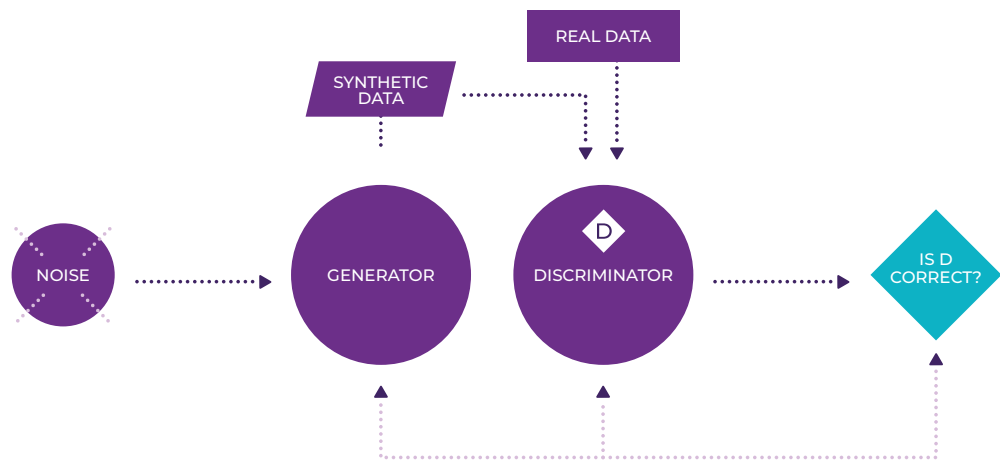 REAL DATA
SYNTHETIC
DATA
NOISE
GENERATOR
D
DISCRIMINATOR
IS D
CORRECT?